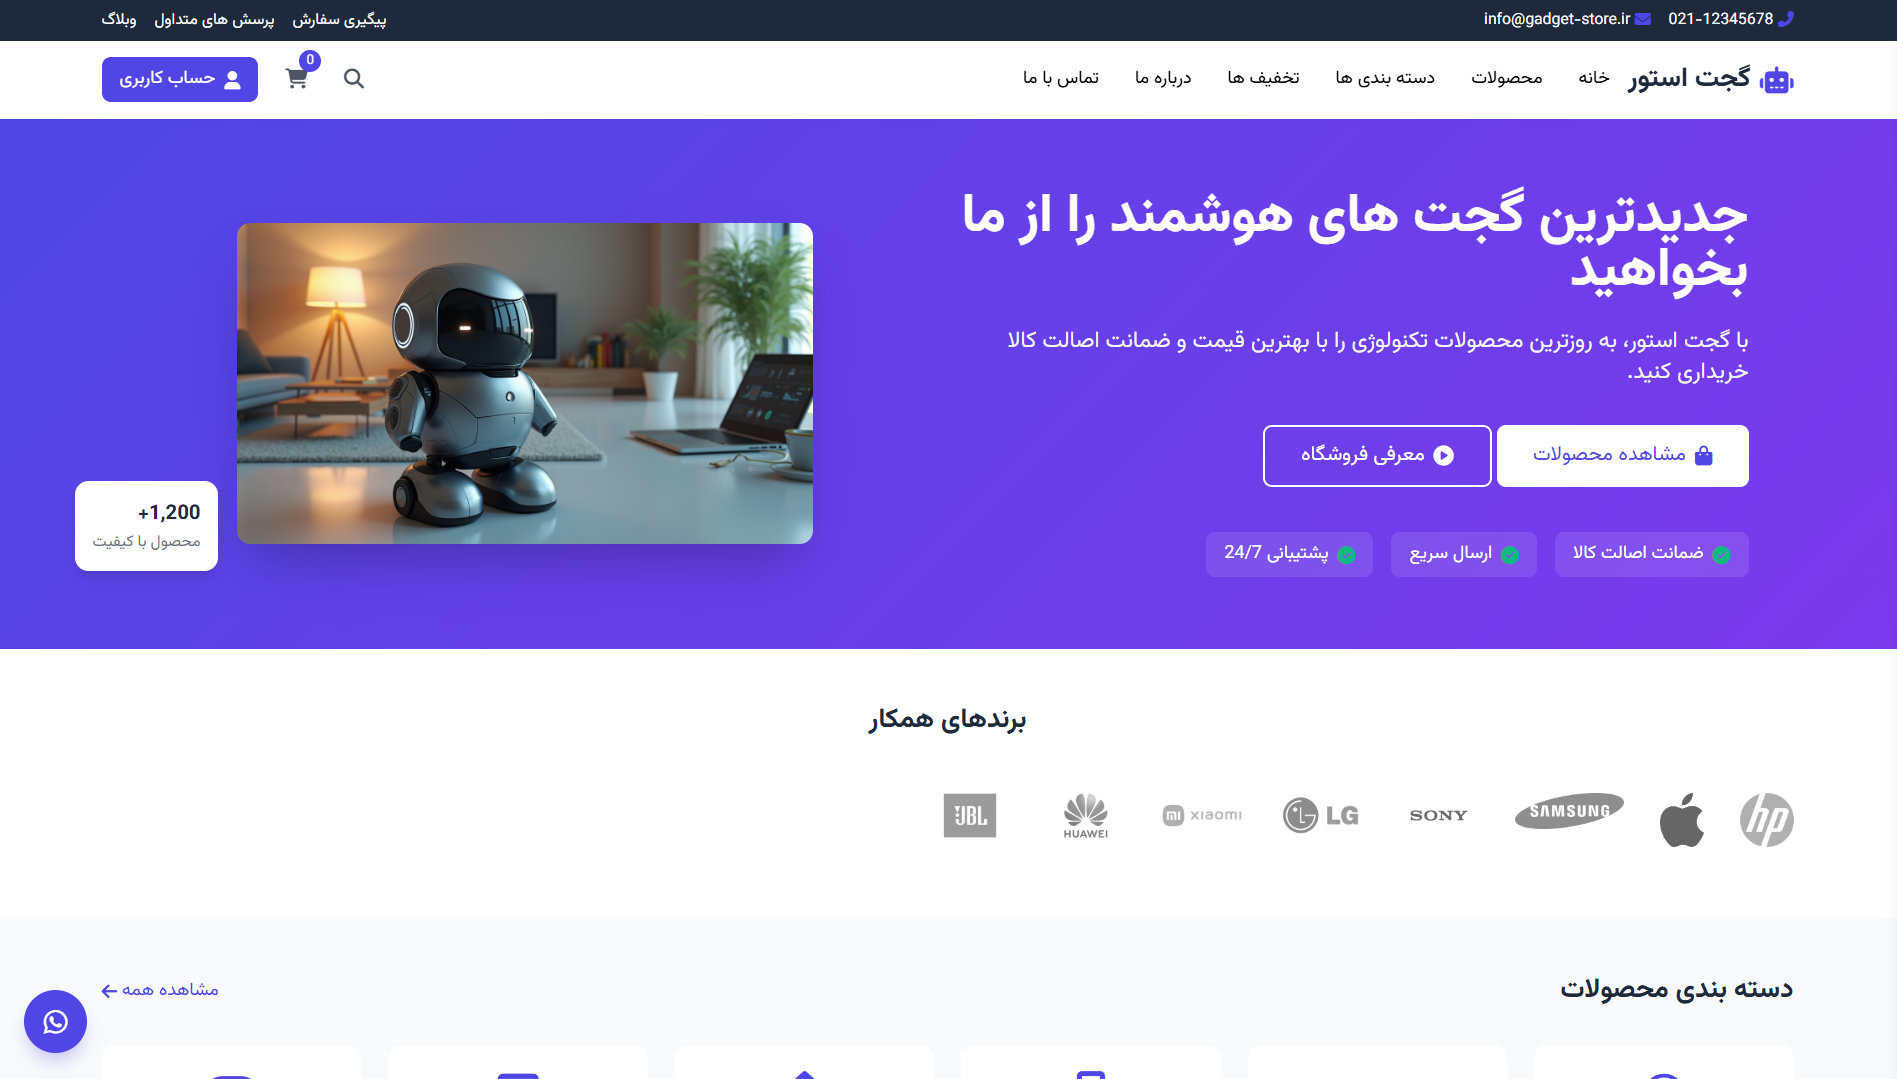 021-12345678
info@gadget-store.ir
پیگیری سفارش
پرسش های متداول
وبلاگ
گجت استور
خانه
محصولات
دسته بندی ها
تخفیف ها
درباره ما
تماس با ما
0
حساب کاربری
جدیدترین گجت های هوشمند را از ما
بخواهید
با گجت استور، به روزترین محصولات تکنولوژی را با بهترین قیمت و ضمانت اصالت کالا
خریداری کنید.
مشاهده محصولات
معرفی فروشگاه
ضمانت اصالت کالا
ارسال سریع
پشتیبانی 24/7
1,200+
محصول با کیفیت
برندهای همکار
hp
SAMSUNG
SONY
LG
mi xiaomi
HUAWEI
JBL
دسته بندی محصولات
مشاهده همه